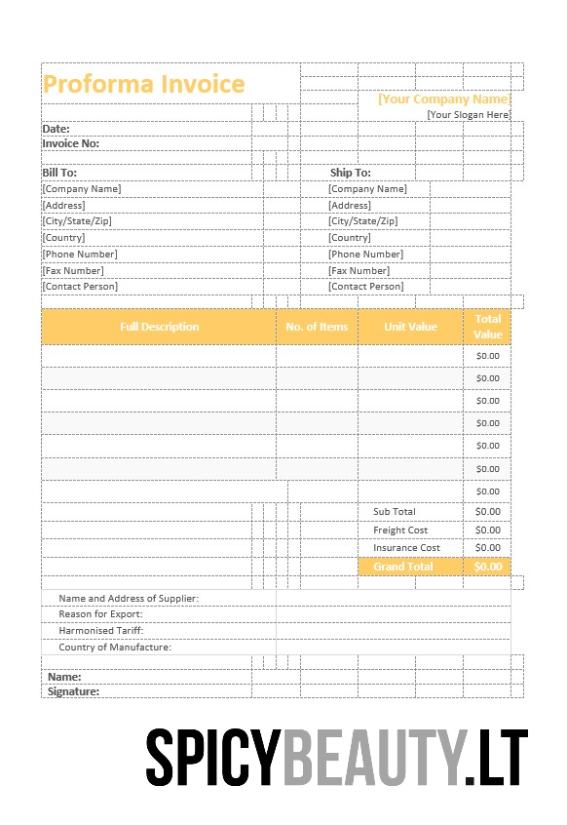 Proforma Invoice
[Your Company Name]
[Your Slogan Here]
Date:
Invoice No:
Bill To: Ship To:
[Company Name] [Company Name]
[Address] [Address]
[City/State/Zip] [City/State/Zip]
[Country] [Country]
[Phone Number] [Phone Number]
[Fax Number] [Fax Number]
[Contact Person] [Contact Person]
Full Description No. of Items Unit Value Total Value
$0.00
$0.00
$0.00
$0.00
$0.00
$0.00
$0.00
Sub Total $0.00
Freight Cost $0.00
Insurance Cost $0.00
Grand Total $0.00
Name and Address of Supplier:
Reason for Export:
Harmonised Tariff:
Country of Manufacture:
Name:
Signature:
SPICYBEAUTY.LT